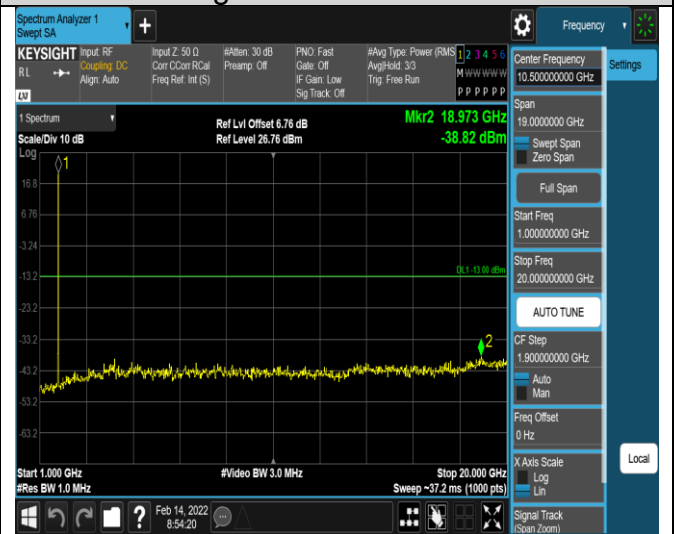 Spectrum Analyzer 1
Swept SA
+
Frequency
KEYSIGHT
Input: RF
Coupling: DC
Align: Auto
Input Z: 50 Ω
Corr CCorr RCal
Freq Ref: Int (S)
#Atten: 30 dB
Preamp: Off
PNO: Fast
Gate: Off
IF Gain: Low
Sig Track: Off
#Avg Type: Power (RMS
Avg|Hold: 3/3
Trig: Free Run
1 2 3 4 5 6
M W W W W W
P P P P P P
RL
LXI
1 Spectrum
Scale/Div 10 dB
Log
Ref Lvl Offset 6.76 dB
Ref Level 26.76 dBm
Mkr2 18.973 GHz
-38.82 dBm
1
16.8
6.76
-3.24
-13.2
DL1 -13.00 dBm
-23.2
-33.2
2
-43.2
-53.2
-63.2
Start 1.000 GHz
#Res BW 1.0 MHz
#Video BW 3.0 MHz
Stop 20.000 GHz
Sweep ~37.2 ms (1000 pts)
Feb 14, 2022
8:54:20
?
Center Frequency
10.50000000 GHz
Settings
Span
19.0000000 GHz
Swept Span
Zero Span
Full Span
Start Freq
1.000000000 GHz
Stop Freq
20.000000000 GHz
AUTO TUNE
CF Step
1.900000000 GHz
Auto
Man
Freq Offset
0 Hz
X Axis Scale
Log
Lin
Local
Signal Track
(Span Zoom)